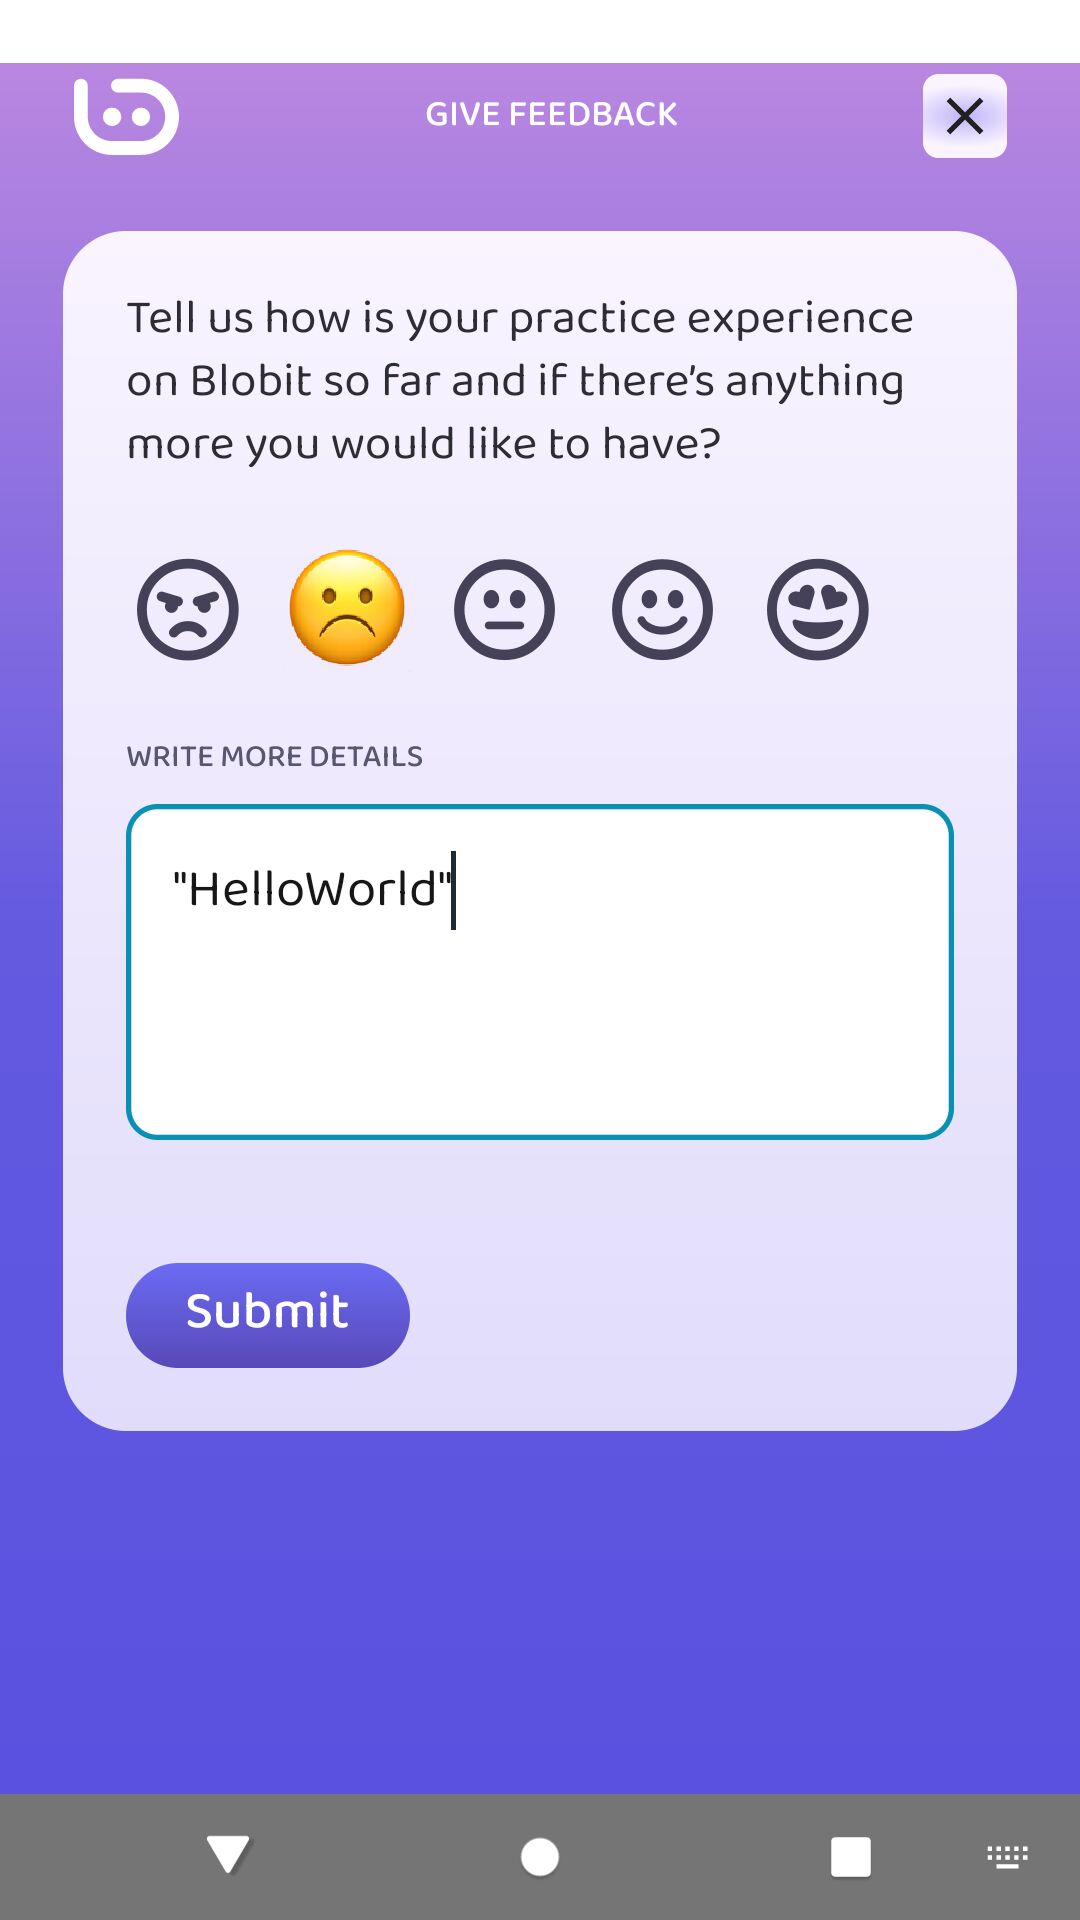 GIVE FEEDBACK
Tell us how is your practice experience
on Blobit so far and if there's anything
more you would like to have?
WRITE MORE DETAILS
"HelloWorld"
Submit